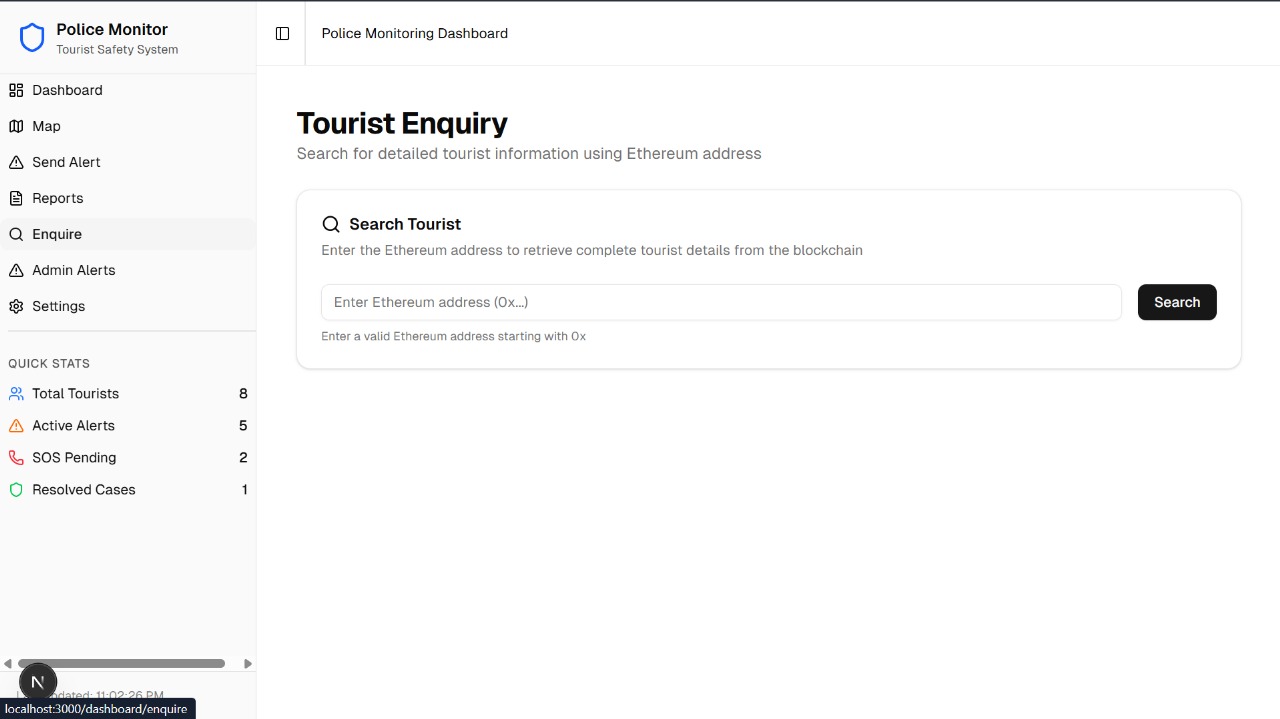 Police Monitor
Tourist Safety System
Dashboard
Map
Send Alert
Reports
Enquire
Admin Alerts
Settings
QUICK STATS
Total Tourists 8
Active Alerts 5
SOS Pending 2
Resolved Cases 1
N
updated: 11:02:26 PM
localhost:3000/dashboard/enquire
Police Monitoring Dashboard
Tourist Enquiry
Search for detailed tourist information using Ethereum address
Search Tourist
Enter the Ethereum address to retrieve complete tourist details from the blockchain
Enter Ethereum address (0x...)
Search
Enter a valid Ethereum address starting with 0x